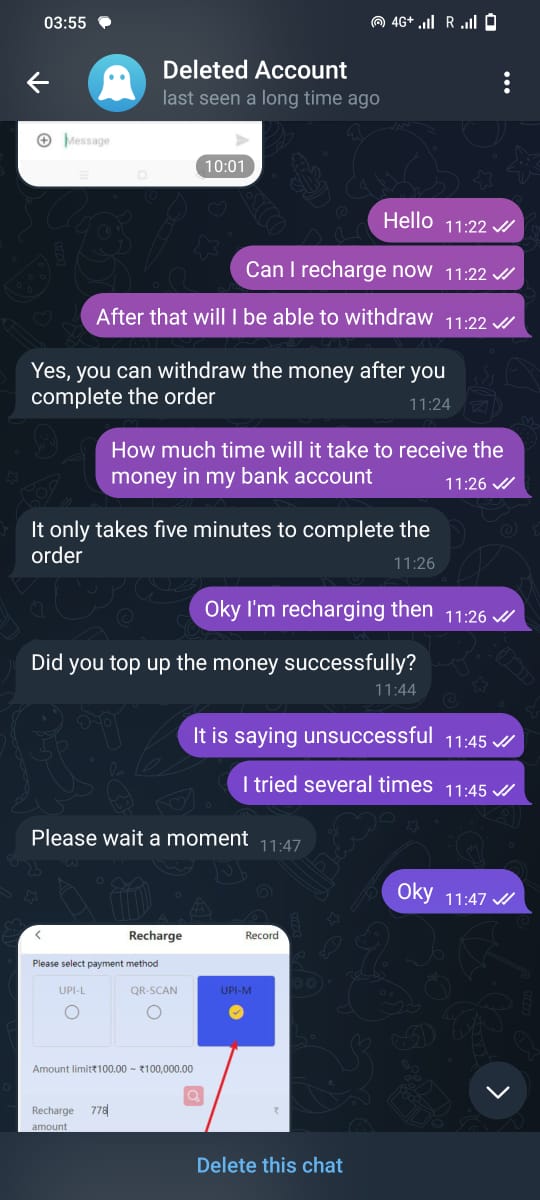 03:55
4G+ R
Deleted Account
last seen a long time ago
Message
10:01
Hello 11:22
Can I recharge now 11:22
After that will I be able to withdraw 11:22
Yes, you can withdraw the money after you
complete the order 11:24
How much time will it take to receive the
money in my bank account 11:26
It only takes five minutes to complete the
order 11:26
Oky I'm recharging then 11:26
Did you top up the money successfully?
11:44
It is saying unsuccessful 11:45
I tried several times 11:45
Please wait a moment 11:47
Oky 11:47
Recharge Record
Please select payment method
UPI-L QR-SCAN UPI-M
Amount limit₹100.00 ~ ₹100,000.00
Recharge 778 ₹
amount
Delete this chat